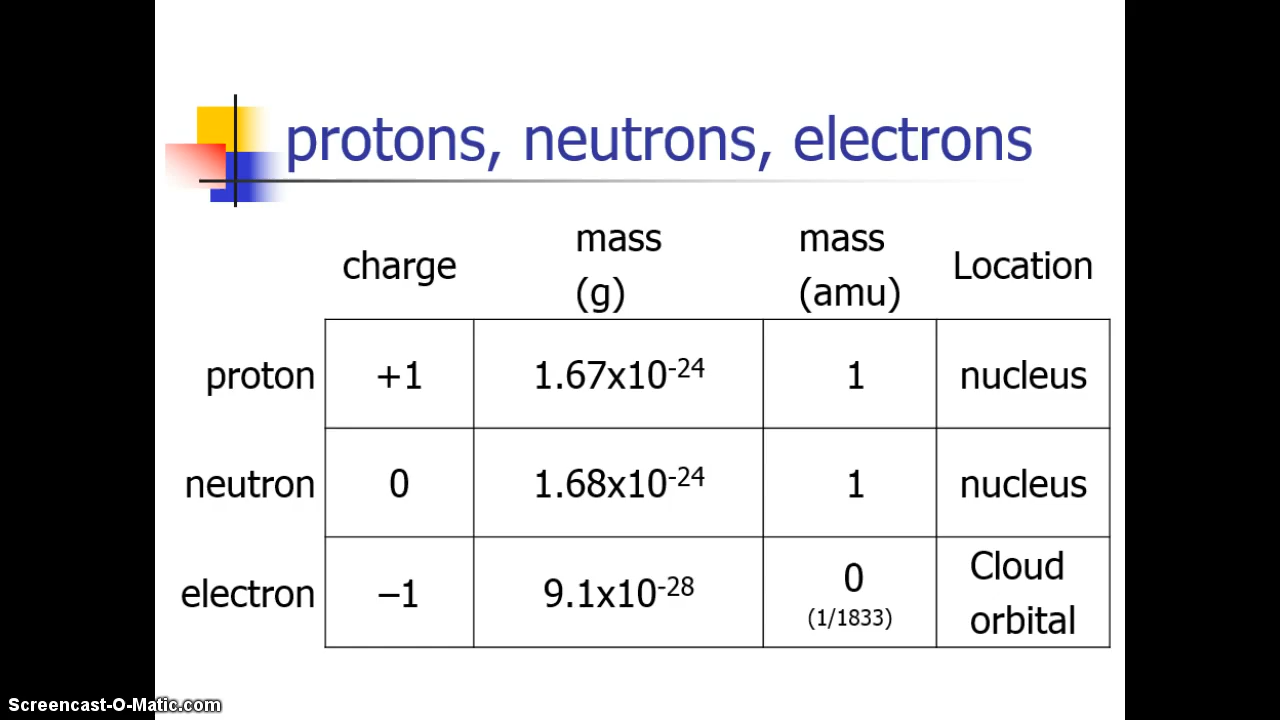 protons, neutrons, electrons
charge mass (g) mass (amu) Location
proton +1 1.67x10⁻²⁴ 1 nucleus
neutron 0 1.68x10⁻²⁴ 1 nucleus
electron –1 9.1x10⁻²⁸ 0 (1/1833) Cloud orbital
Screencast-O-Matic.com